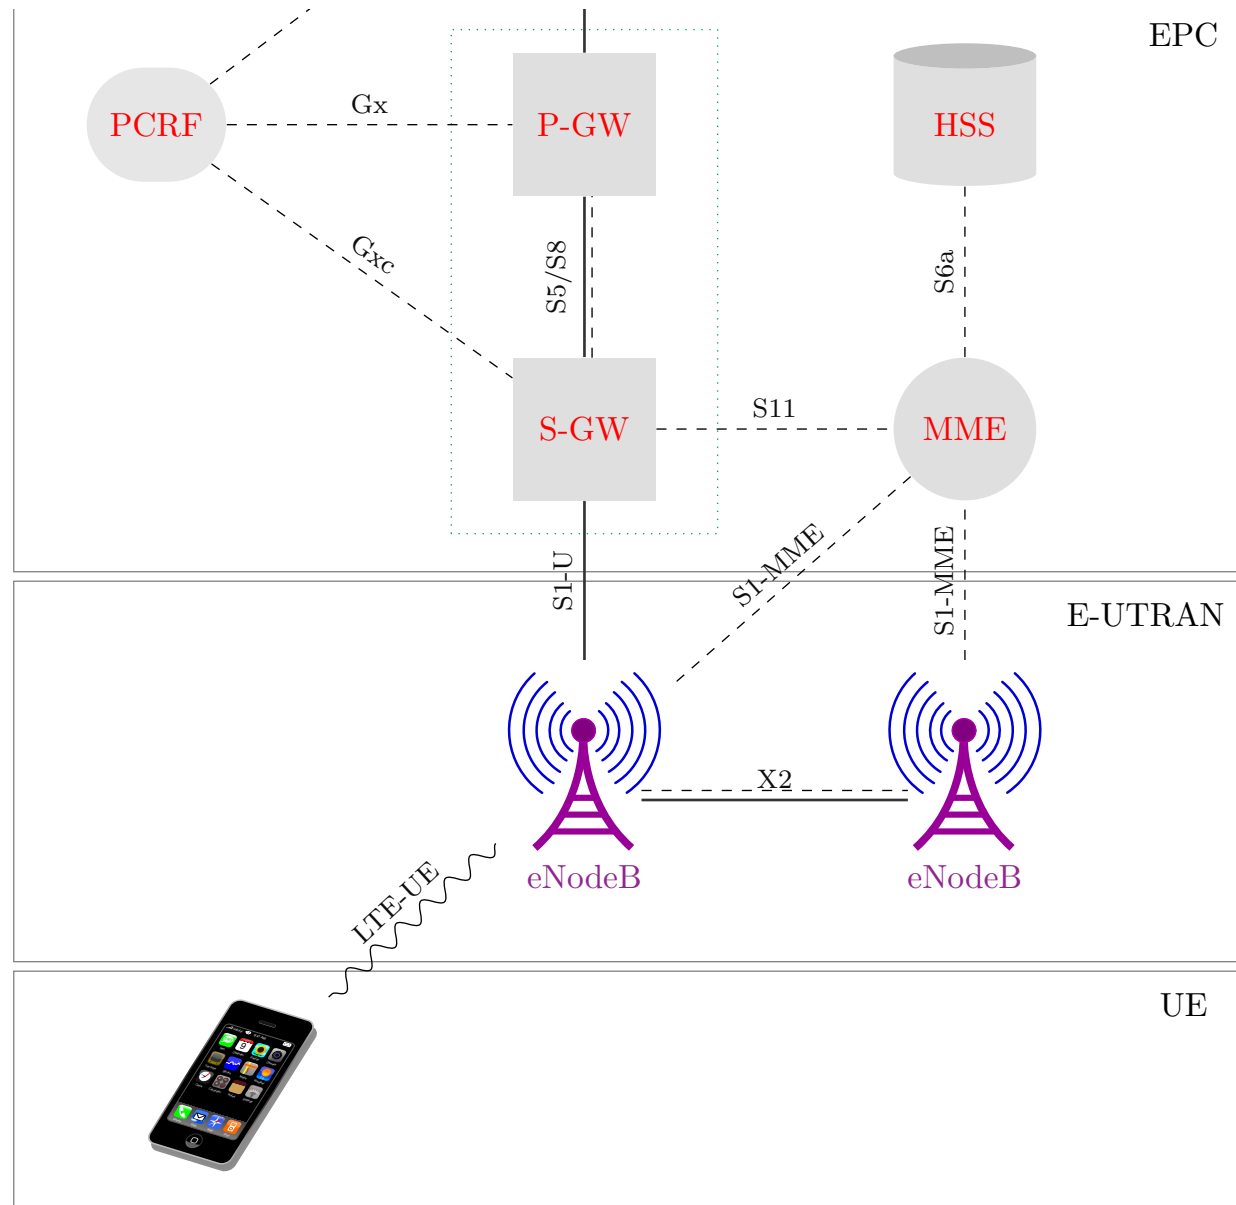 EPC
PCRF
Gx
P-GW
HSS
Gxc
S5/S8
S6a
S-GW
S11
MME
S1-U
S1-MME
S1-MME
E-UTRAN
X2
eNodeB
eNodeB
LTE-UE
UE
9